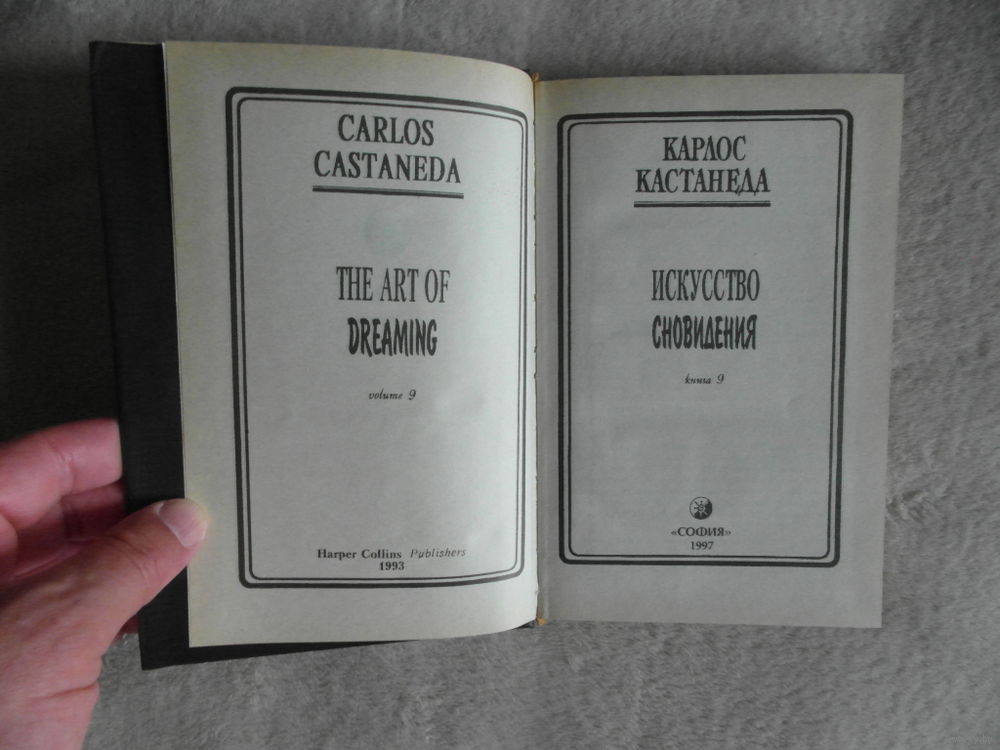 CARLOS
CASTANEDA
THE ART OF
DREAMING
volume 9
Harper Collins Publishers
1993
КАРЛОС
КАСТАНЕДА
ИСКУССТВО
СНОВИДЕНИЯ
книга 9
«СОФИЯ»
1997